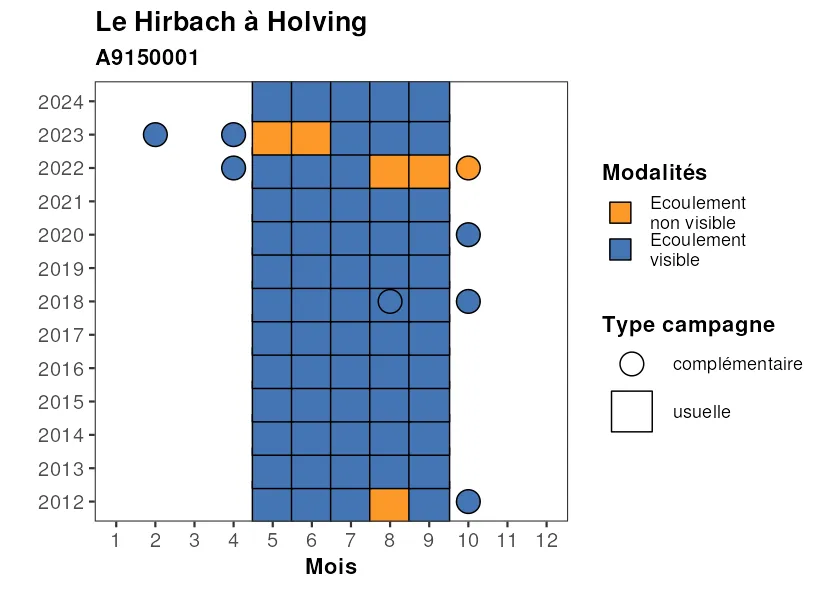 Le Hirbach à Holving
A9150001
2024
2023
2022
2021
2020
2019
2018
2017
2016
2015
2014
2013
2012
1 2 3 4 5 6 7 8 9 10 11 12
Mois
Modalités
Ecoulement
non visible
Ecoulement
visible
Type campagne
complémentaire
usuelle